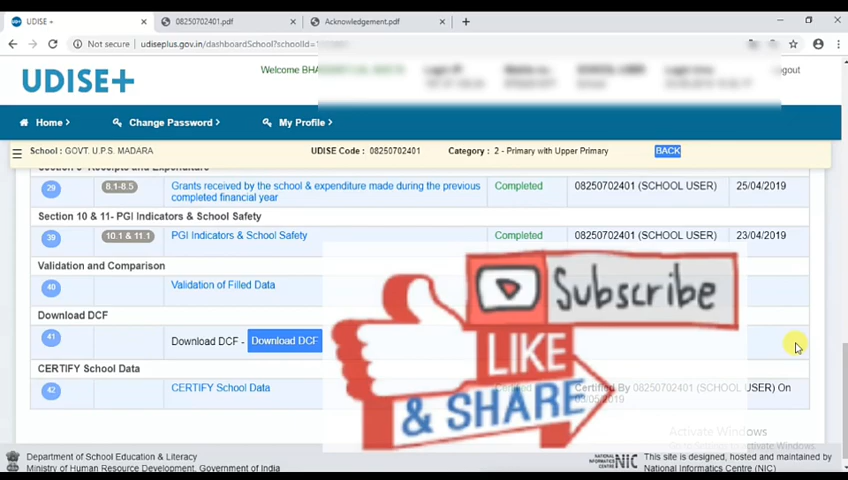 UDISE +
08250702401.pdf
Acknowledgement.pdf
Not secure | udiseplus.gov.in/dashboardSchool?schoolId=
UDISE+
Welcome
Logout
Home
Change Password
My Profile
School : GOVT. U.P.S. MADARA
UDISE Code : 08250702401
Category : 2 - Primary with Upper Primary
BACK
29 8.1-8.5 Grants received by the school & expenditure made during the previous
completed financial year
Completed 08250702401 (SCHOOL USER) 25/04/2019
Section 10 & 11- PGI Indicators & School Safety
39 10.1 & 11.1 PGI Indicators & School Safety Completed 08250702401 (SCHOOL USER) 23/04/2019
Validation and Comparison
40 Validation of Filled Data
Download DCF
41 Download DCF - Download DCF
CERTIFY School Data
42 CERTIFY School Data Certified Certified By 08250702401 (SCHOOL USER) On
03/05/2019
Subscribe
LIKE
& SHARE
Activate Windows
Department of School Education & Literacy
Ministry of Human Resource Development, Government of India
NATIONAL
INFORMATICS
CENTRE
NIC
This site is designed, hosted and maintained by
National Informatics Centre (NIC)